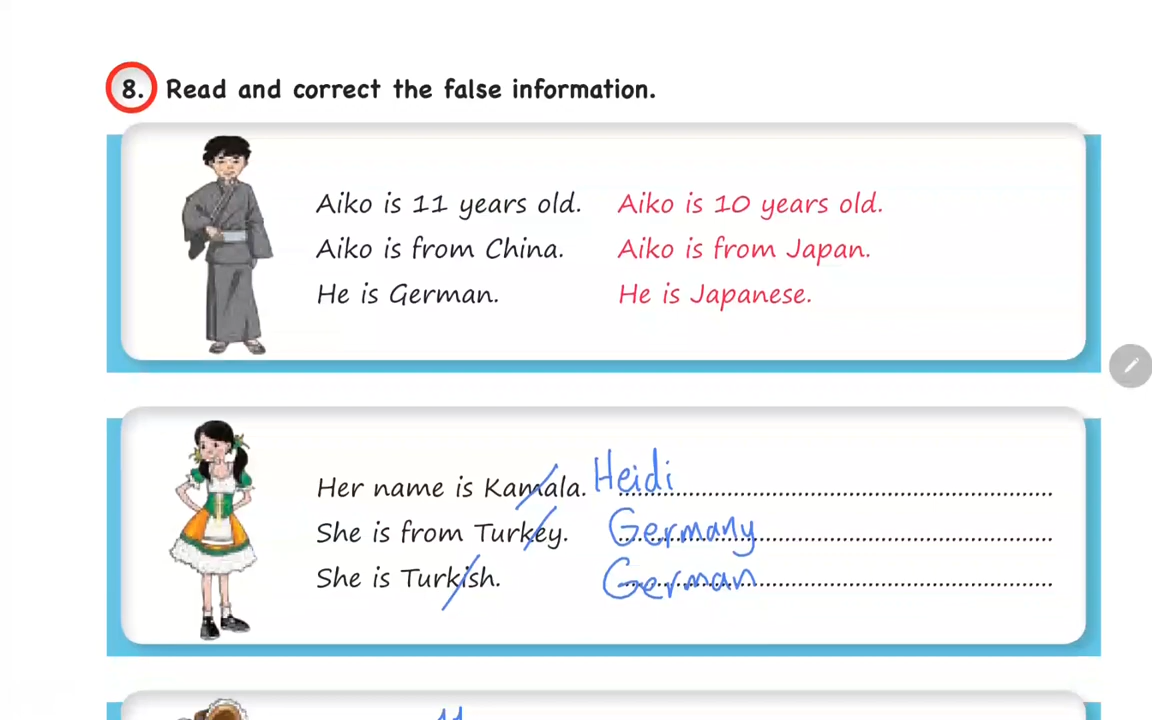 8. Read and correct the false information.
Aiko is 11 years old. Aiko is 10 years old.
Aiko is from China. Aiko is from Japan.
He is German. He is Japanese.
Her name is Kamala. Heidi
She is from Turkey. Germany
She is Turkish. German